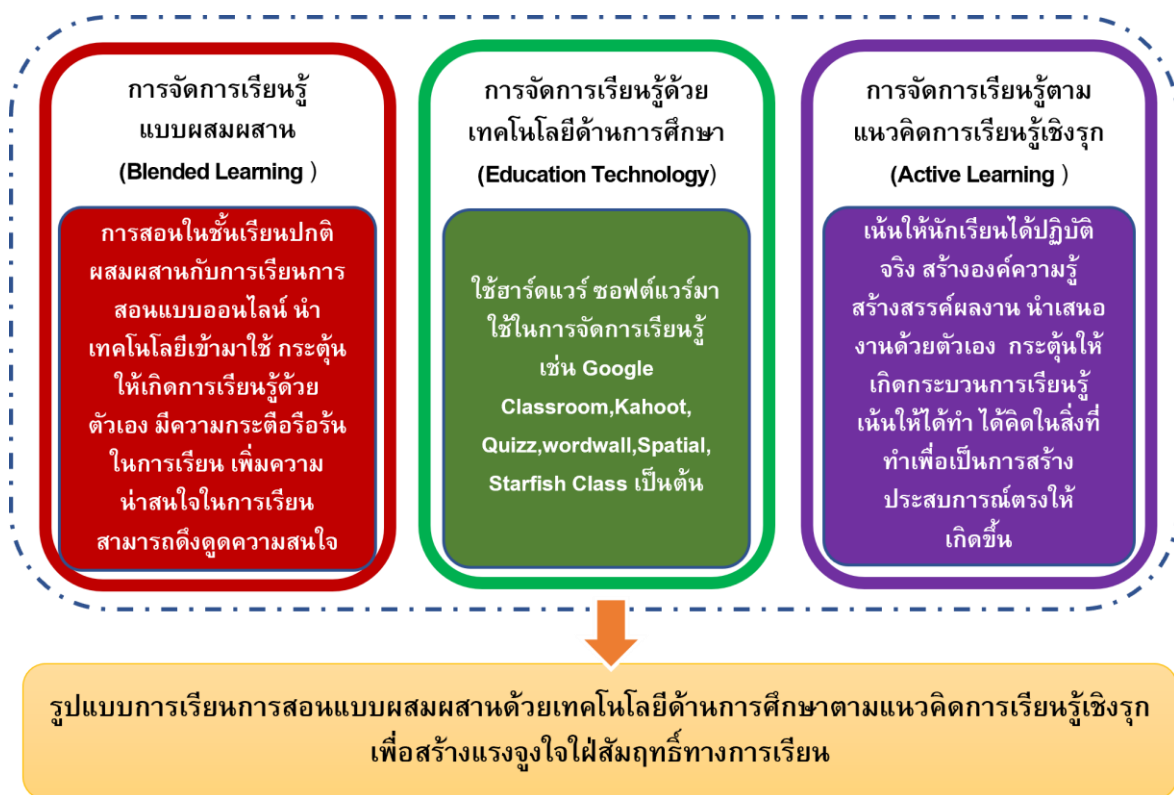 การจัดการเรียนรู้
แบบผสมผสาน
(Blended Learning )
การสอนในชั้นเรียนปกติ
ผสมผสานกับการเรียนการ
สอนแบบออนไลน์ นำ
เทคโนโลยีเข้ามาใช้ กระตุ้น
ให้เกิดการเรียนรู้ด้วย
ตัวเอง มีความกระตือรือร้น
ในการเรียน เพิ่มความ
น่าสนใจในการเรียน
สามารถดึงดูดความสนใจ
การจัดการเรียนรู้ด้วย
เทคโนโลยีด้านการศึกษา
(Education Technology)
ใช้ฮาร์ดแวร์ ซอฟต์แวร์มา
ใช้ในการจัดการเรียนรู้
เช่น Google
Classroom,Kahoot,
Quizz,wordwall,Spatial,
Starfish Class เป็นต้น
การจัดการเรียนรู้ตาม
แนวคิดการเรียนรู้เชิงรุก
(Active Learning )
เน้นให้นักเรียนได้ปฏิบัติ
จริง สร้างองค์ความรู้
สร้างสรรค์ผลงาน นำเสนอ
งานด้วยตัวเอง กระตุ้นให้
เกิดกระบวนการเรียนรู้
เน้นให้ได้ทำ ได้คิดในสิ่งที่
ทำเพื่อเป็นการสร้าง
ประสบการณ์ตรงให้
เกิดขึ้น
รูปแบบการเรียนการสอนแบบผสมผสานด้วยเทคโนโลยีด้านการศึกษาตามแนวคิดการเรียนรู้เชิงรุก
เพื่อสร้างแรงจูงใจใฝ่สัมฤทธิ์ทางการเรียน